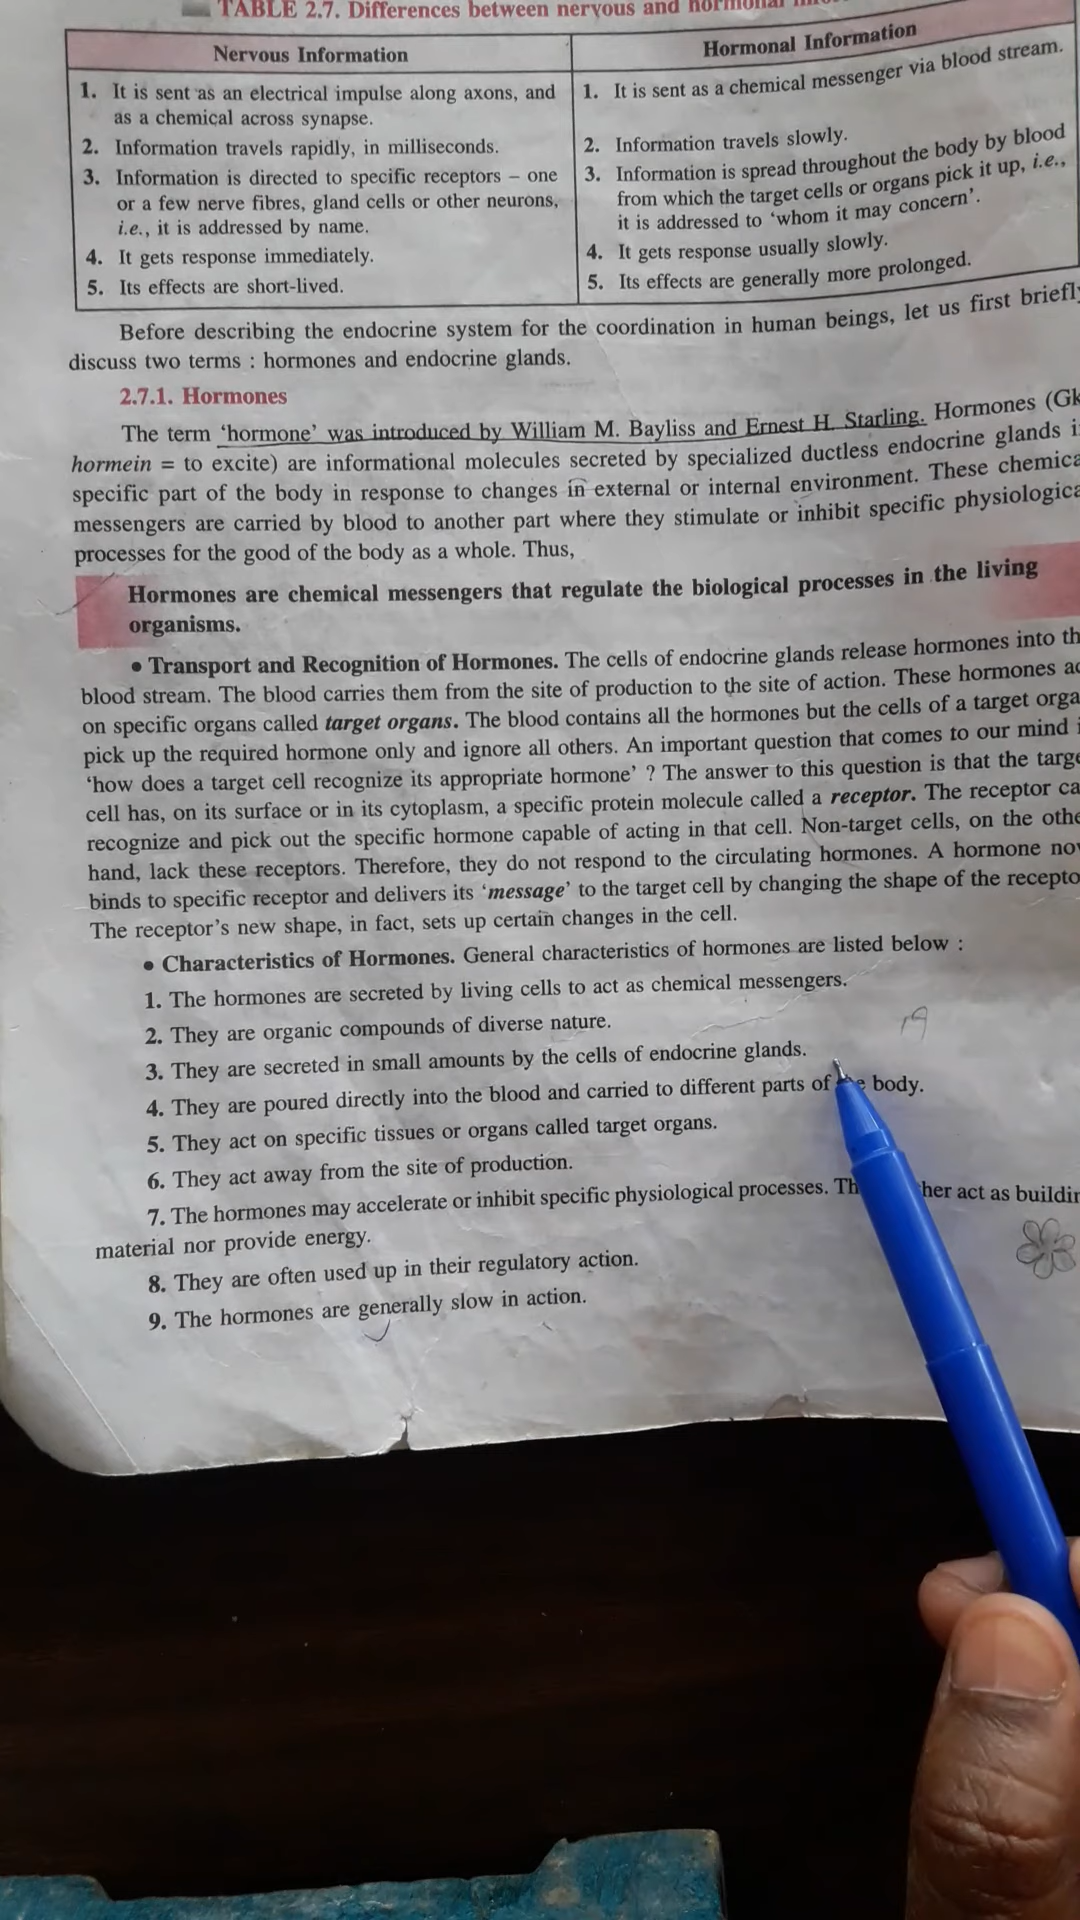 TABLE 2.7. Differences between nervous and hormonal
Nervous Information
1. It is sent as an electrical impulse along axons, and
as a chemical across synapse.
2. Information travels rapidly, in milliseconds.
3. Information is directed to specific receptors – one
or a few nerve fibres, gland cells or other neurons,
i.e., it is addressed by name.
4. It gets response immediately.
5. Its effects are short-lived.
Hormonal Information
1. It is sent as a chemical messenger via blood stream.
2. Information travels slowly.
3. Information is spread throughout the body by blood
from which the target cells or organs pick it up, i.e.,
it is addressed to ‘whom it may concern’.
4. It gets response usually slowly.
5. Its effects are generally more prolonged.
Before describing the endocrine system for the coordination in human beings, let us first briefly
discuss two terms : hormones and endocrine glands.
2.7.1. Hormones
The term ‘hormone’ was introduced by William M. Bayliss and Ernest H. Starling. Hormones (Gk
hormein = to excite) are informational molecules secreted by specialized ductless endocrine glands
specific part of the body in response to changes in external or internal environment. These chemica
messengers are carried by blood to another part where they stimulate or inhibit specific physiologica
processes for the good of the body as a whole. Thus,
Hormones are chemical messengers that regulate the biological processes in the living
organisms.
• Transport and Recognition of Hormones. The cells of endocrine glands release hormones into th
blood stream. The blood carries them from the site of production to the site of action. These hormones ac
on specific organs called target organs. The blood contains all the hormones but the cells of a target orga
pick up the required hormone only and ignore all others. An important question that comes to our mind
‘how does a target cell recognize its appropriate hormone’ ? The answer to this question is that the targe
cell has, on its surface or in its cytoplasm, a specific protein molecule called a receptor. The receptor ca
recognize and pick out the specific hormone capable of acting in that cell. Non-target cells, on the othe
hand, lack these receptors. Therefore, they do not respond to the circulating hormones. A hormone nov
binds to specific receptor and delivers its ‘message’ to the target cell by changing the shape of the recepto
The receptor’s new shape, in fact, sets up certain changes in the cell.
• Characteristics of Hormones. General characteristics of hormones are listed below :
1. The hormones are secreted by living cells to act as chemical messengers.
2. They are organic compounds of diverse nature.
3. They are secreted in small amounts by the cells of endocrine glands.
4. They are poured directly into the blood and carried to different parts of body.
5. They act on specific tissues or organs called target organs.
6. They act away from the site of production.
7. The hormones may accelerate or inhibit specific physiological processes. Th her act as buildin
material nor provide energy.
8. They are often used up in their regulatory action.
9. The hormones are generally slow in action.